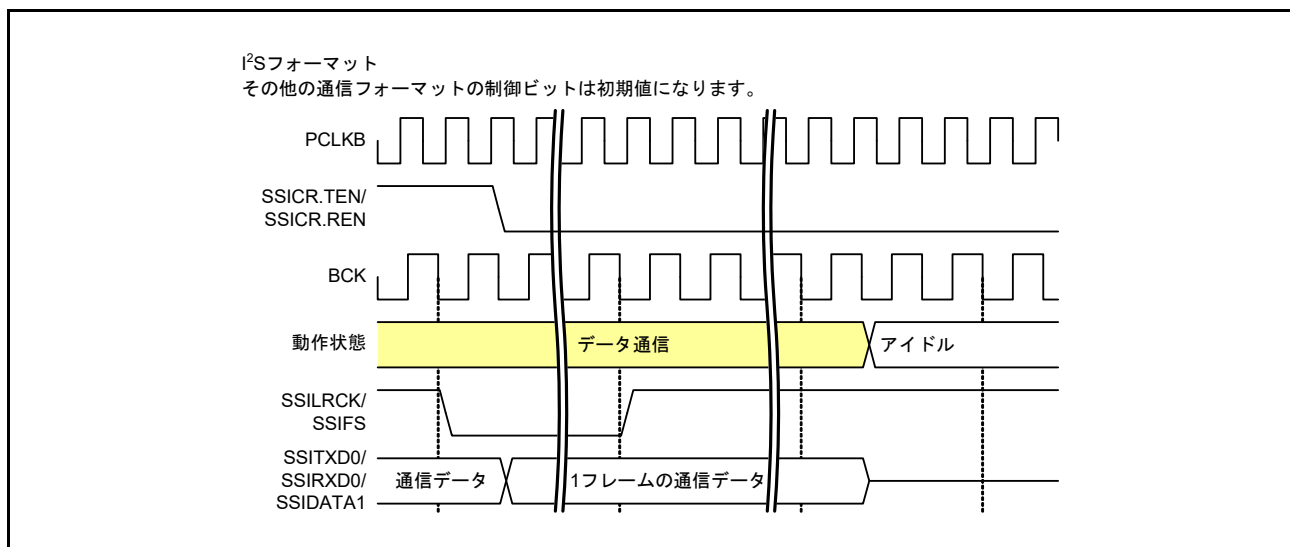 I²Sフォーマット
その他の通信フォーマットの制御ビットは初期値になります。
PCLKB
SSICR.TEN/
SSICR.REN
BCK
動作状態
データ通信
アイドル
SSILRCK/
SSIFS
SSITXD0/
SSIRXD0/
SSIDATA1
通信データ
1フレームの通信データ